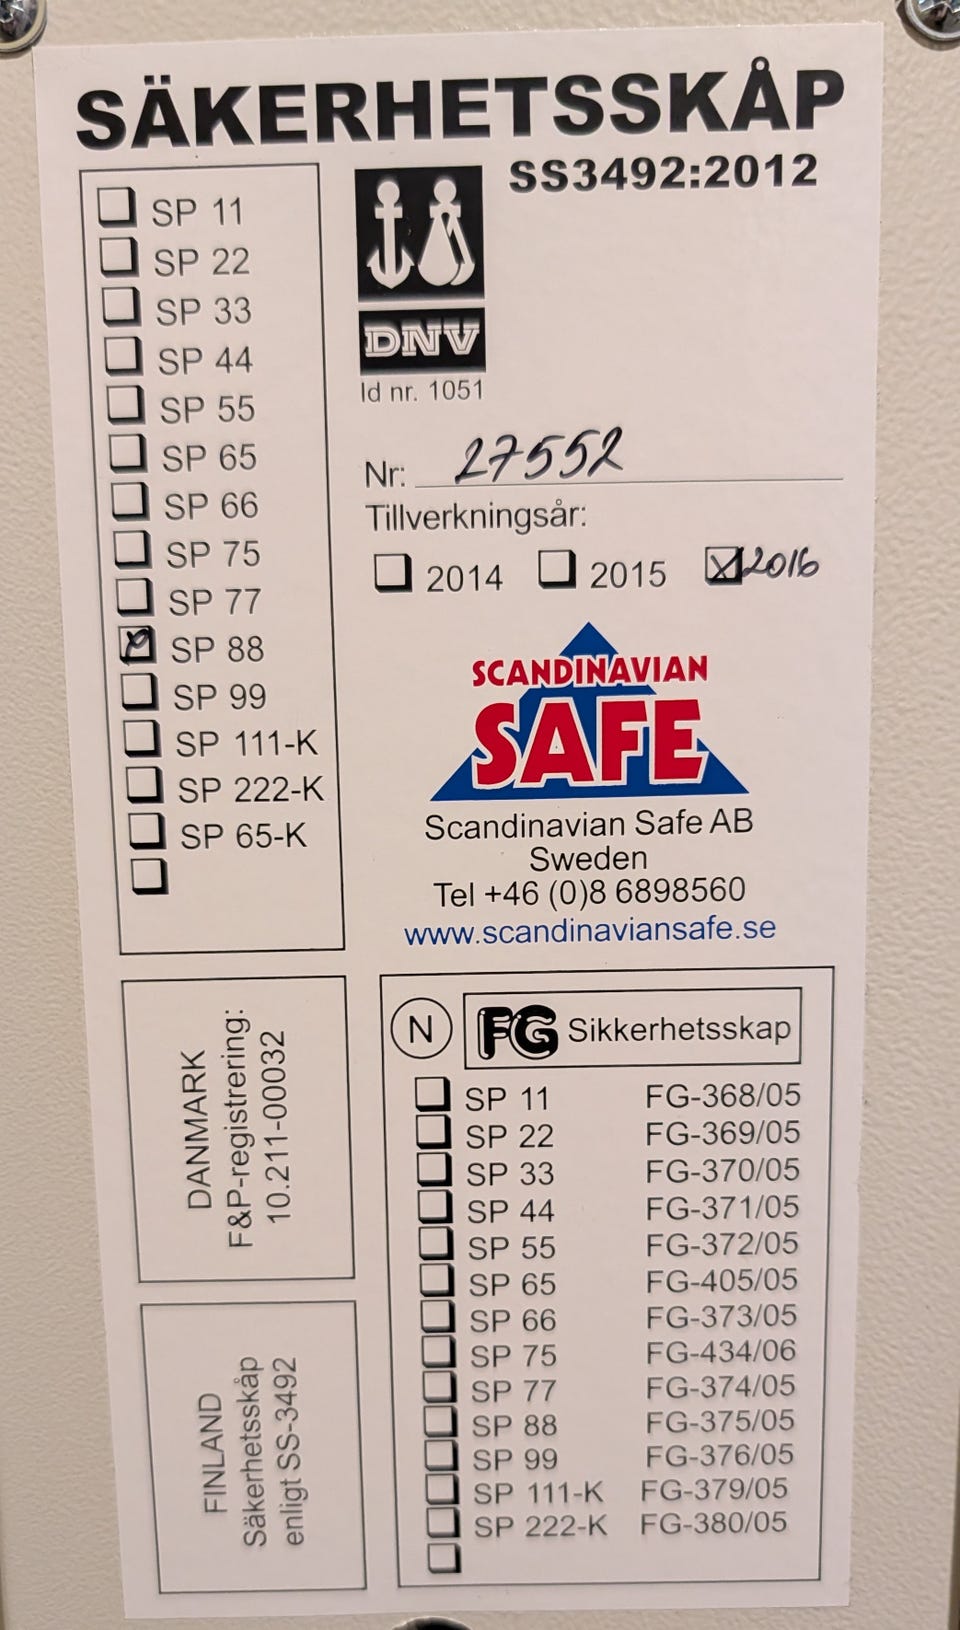 SÄKERHETSSKÅP
SS3492:2012
SP 11
SP 22
SP 33
SP 44
SP 55
SP 65
SP 66
SP 75
SP 77
SP 88
SP 99
SP 111-K
SP 222-K
SP 65-K
DNV
Id nr. 1051
Nr: 27552
Tillverkningsår:
2014 2015 2016
SCANDINAVIAN
SAFE
Scandinavian Safe AB
Sweden
Tel +46 (0)8 6898560
www.scandinaviansafe.se
DANMARK
F&P-registrering:
10.211-00032
FINLAND
Säkerhetsskåp
enligt SS-3492
N FG Sikkerhetsskap
SP 11 FG-368/05
SP 22 FG-369/05
SP 33 FG-370/05
SP 44 FG-371/05
SP 55 FG-372/05
SP 65 FG-405/05
SP 66 FG-373/05
SP 75 FG-434/06
SP 77 FG-374/05
SP 88 FG-375/05
SP 99 FG-376/05
SP 111-K FG-379/05
SP 222-K FG-380/05